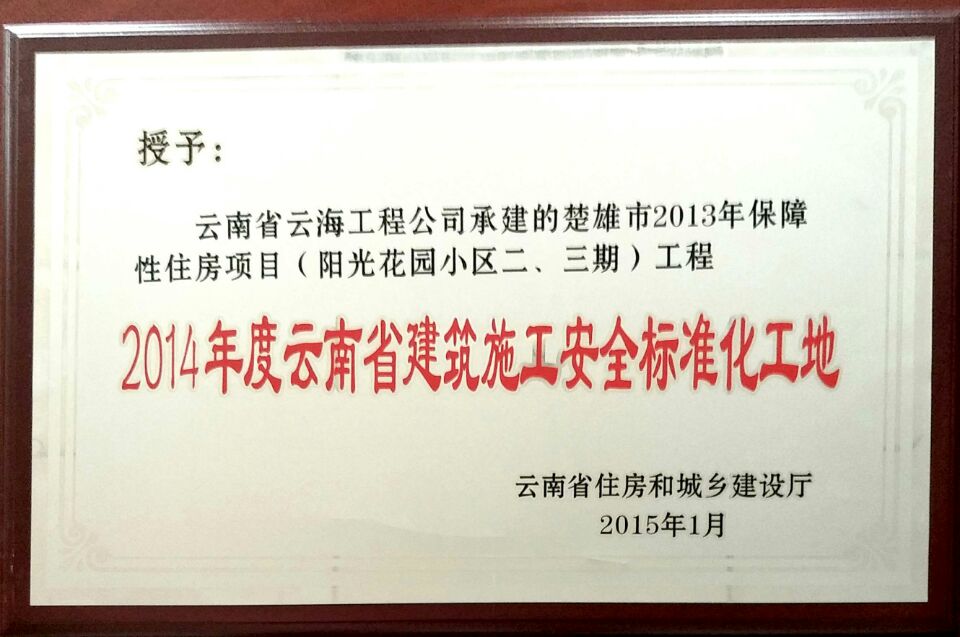 授予：
云南省云海工程公司承建的楚雄市2013年保障
性住房项目（阳光花园小区二、三期）工程
2014年度云南省建筑施工安全标准化工地
云南省住房和城乡建设厅
2015年1月